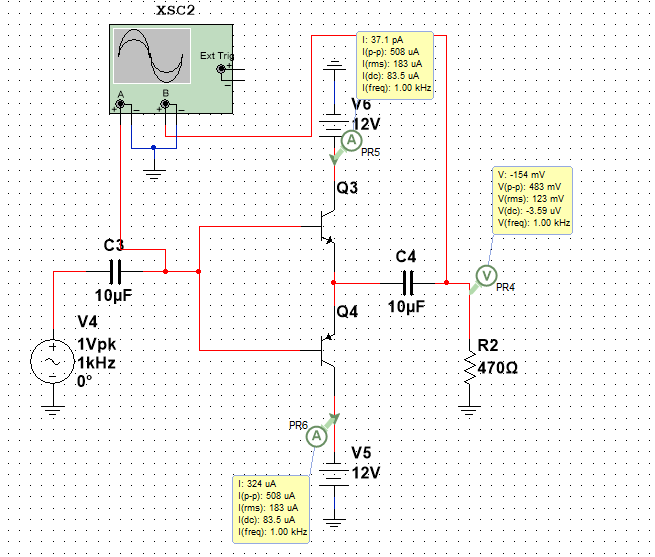 XSC2
Ext Trig
+
−
A
B
+
−
+
−
I: 37.1 pA
I(p-p): 508 uA
I(rms): 183 uA
I(dc): 83.5 uA
I(freq): 1.00 kHz
V6
12V
A
PR5
Q3
V: -154 mV
V(p-p): 483 mV
V(rms): 123 mV
V(dc): -3.59 uV
V(freq): 1.00 kHz
V
PR4
C3
10µF
C4
10µF
V4
1Vpk
1kHz
0°
Q4
R2
470Ω
PR6
A
V5
12V
I: 324 uA
I(p-p): 508 uA
I(rms): 183 uA
I(dc): 83.5 uA
I(freq): 1.00 kHz